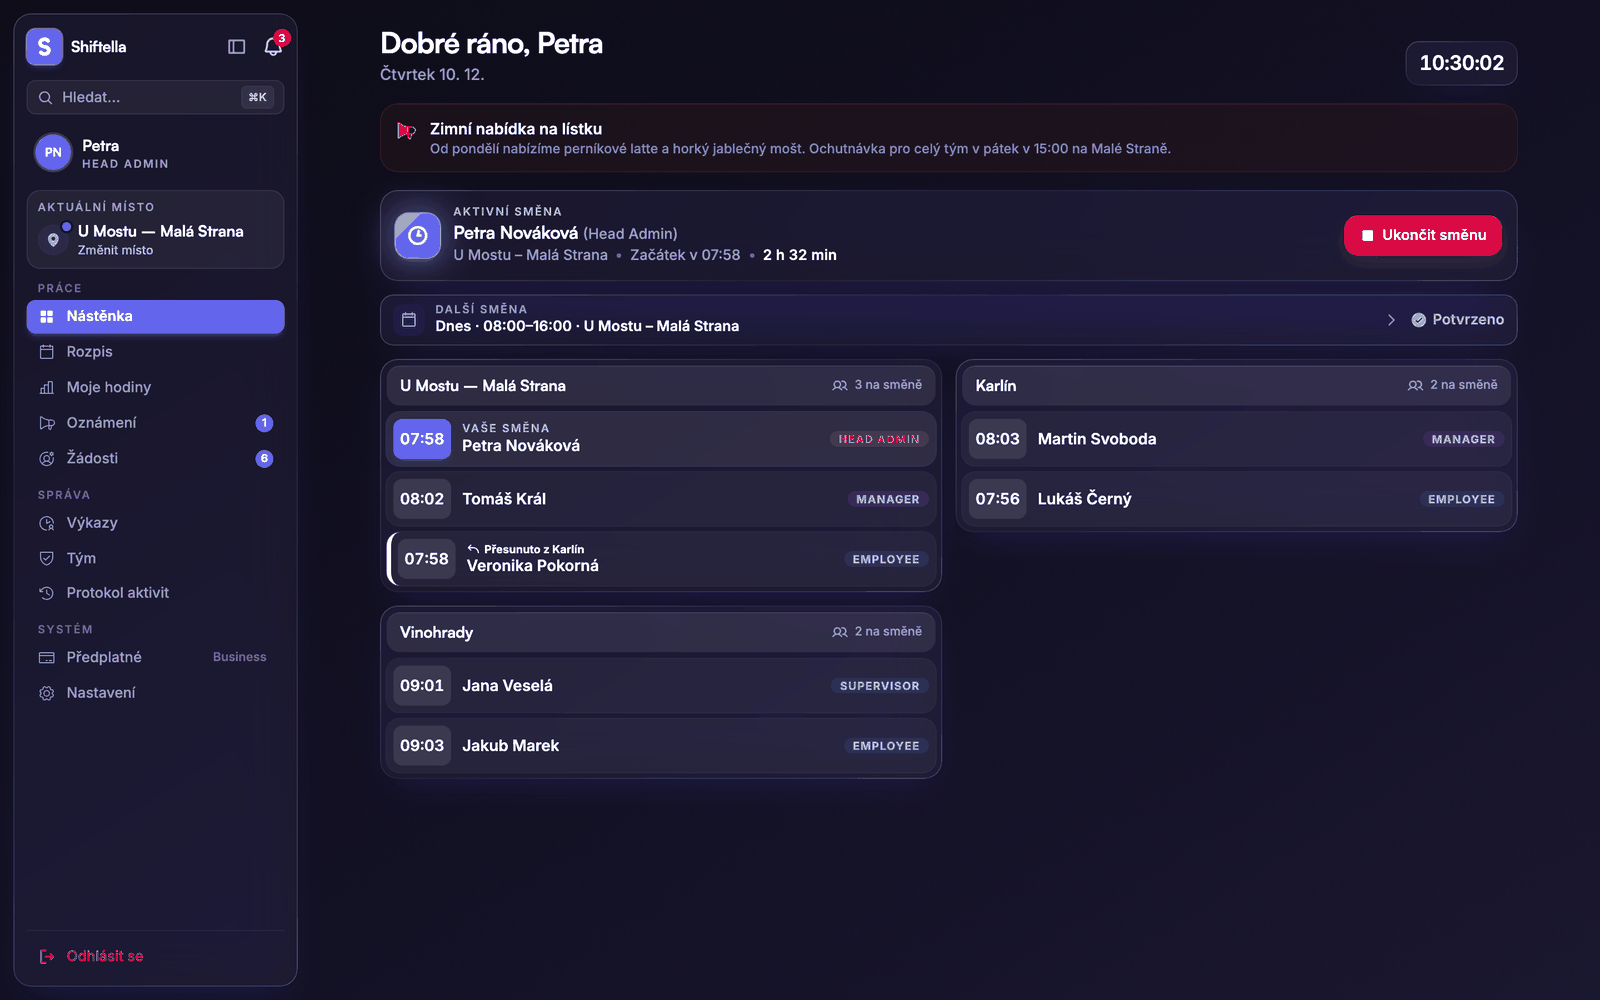 S Shiftella 3
Hledat... ⌘K
PN Petra
HEAD ADMIN
AKTUÁLNÍ MÍSTO
U Mostu — Malá Strana
Změnit místo
PRÁCE
Nástěnka
Rozpis
Moje hodiny
Oznámení 1
Žádosti 6
SPRÁVA
Výkazy
Tým
Protokol aktivit
SYSTÉM
Předplatné Business
Nastavení
Odhlásit se
Dobré ráno, Petra
Čtvrtek 10. 12.
10:30:02
Zimní nabídka na lístku
Od pondělí nabízíme perníkové latte a horký jablečný mošt. Ochutnávka pro celý tým v pátek v 15:00 na Malé Straně.
AKTIVNÍ SMĚNA
Petra Nováková (Head Admin)
U Mostu – Malá Strana • Začátek v 07:58 • 2 h 32 min
Ukončit směnu
DALŠÍ SMĚNA
Dnes · 08:00–16:00 · U Mostu – Malá Strana
Potvrzeno
U Mostu — Malá Strana 3 na směně
VAŠE SMĚNA
07:58 Petra Nováková HEAD ADMIN
08:02 Tomáš Král MANAGER
Přesunuto z Karlín
07:58 Veronika Pokorná EMPLOYEE
Karlín 2 na směně
08:03 Martin Svoboda MANAGER
07:56 Lukáš Černý EMPLOYEE
Vinohrady 2 na směně
09:01 Jana Veselá SUPERVISOR
09:03 Jakub Marek EMPLOYEE